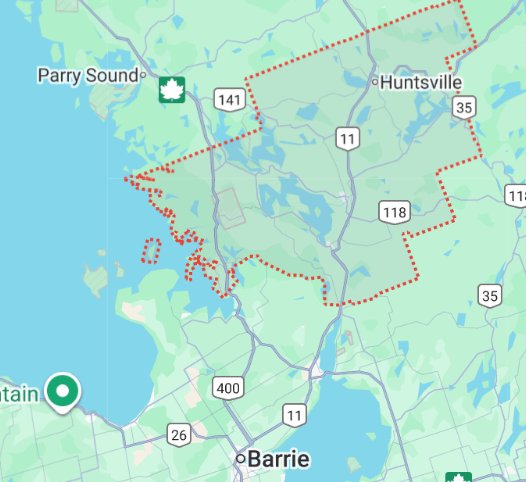 Parry Sound
Huntsville
141
35
11
118
118
35
400
11
26
tain
Barrie